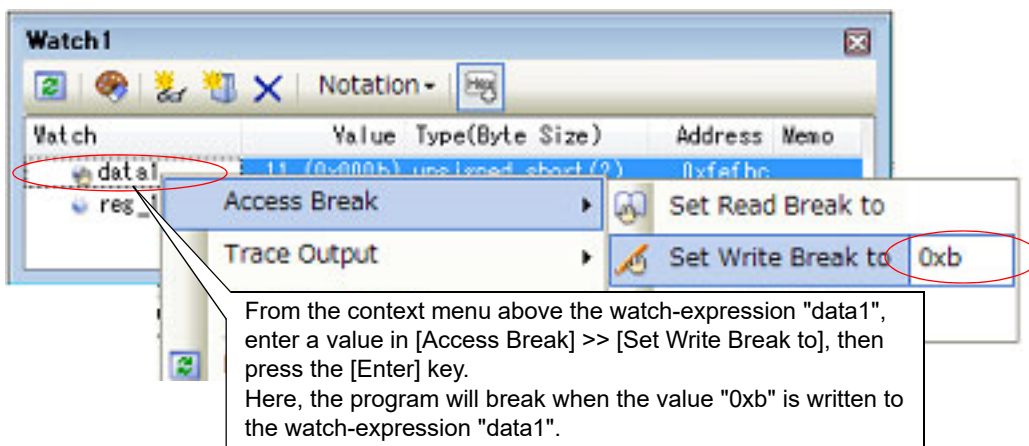 Watch1
Notation
Hex
Watch Value Type(Byte Size) Address Memo
data1 11 (0x000b) unsigned short(2)
reg_
Access Break
Trace Output
Set Read Break to
Set Write Break to 0xb
From the context menu above the watch-expression "data1",
enter a value in [Access Break] >> [Set Write Break to], then
press the [Enter] key.
Here, the program will break when the value "0xb" is written to
the watch-expression "data1".